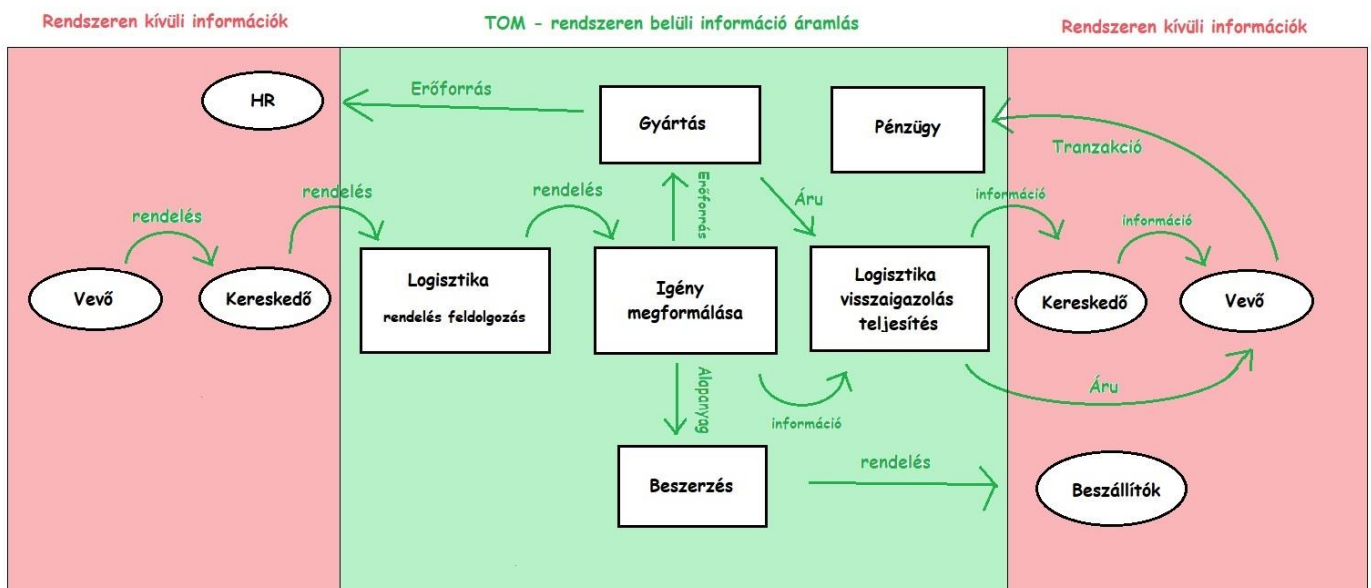 Rendszeren kívüli információk
TOM - rendszeren belüli információ áramlás
Rendszeren kívüli információk
HR
Erőforrás
Gyártás
Pénzügy
Tranzakció
rendelés
rendelés
rendelés
Erőforrás
Áru
információ
információ
Vevő
Kereskedő
Logisztika
rendelés feldolgozás
Igény
megformálása
Logisztika
visszaigazolás
teljesítés
Kereskedő
Vevő
Alapanyag
információ
Áru
Beszerzés
rendelés
Beszállítók